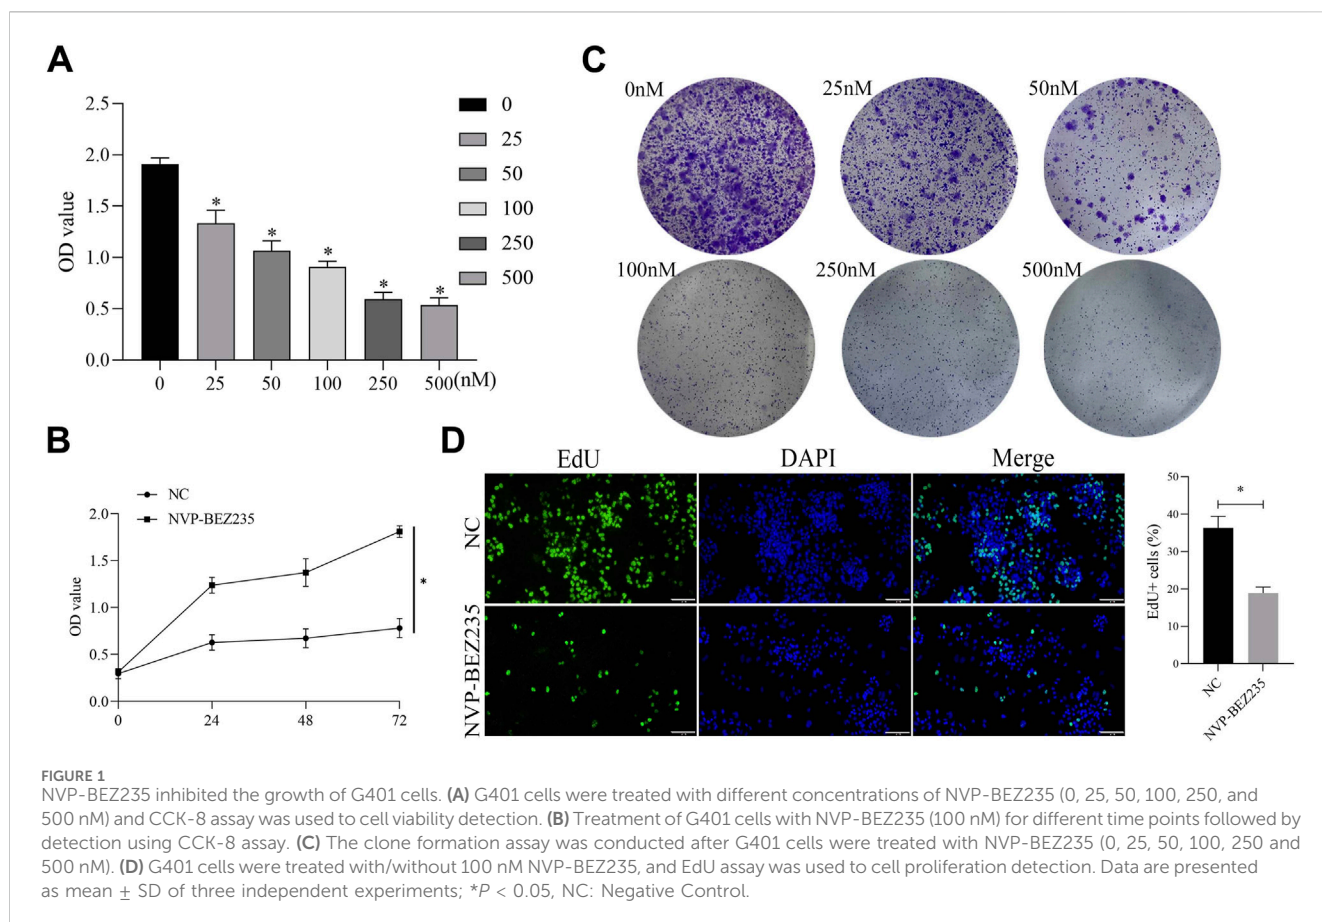 A
2.5
2.0
1.5
1.0
0.5
0.0
OD value
* * * * *
0 25 50 100 250 500(nM)
0
25
50
100
250
500
B
NC
NVP-BEZ235
2.0
1.5
1.0
0.5
0.0
OD value
*
0 24 48 72
C
0nM 25nM 50nM
100nM 250nM 500nM
D
EdU DAPI Merge
NC
NVP-BEZ235
50
40
30
20
10
0
EdU+ cells (%)
*
NC
NVP-BEZ235
FIGURE 1
NVP-BEZ235 inhibited the growth of G401 cells. (A) G401 cells were treated with different concentrations of NVP-BEZ235 (0, 25, 50, 100, 250, and
500 nM) and CCK-8 assay was used to cell viability detection. (B) Treatment of G401 cells with NVP-BEZ235 (100 nM) for different time points followed by
detection using CCK-8 assay. (C) The clone formation assay was conducted after G401 cells were treated with NVP-BEZ235 (0, 25, 50, 100, 250 and
500 nM). (D) G401 cells were treated with/without 100 nM NVP-BEZ235, and EdU assay was used to cell proliferation detection. Data are presented
as mean ± SD of three independent experiments; *P < 0.05, NC: Negative Control.